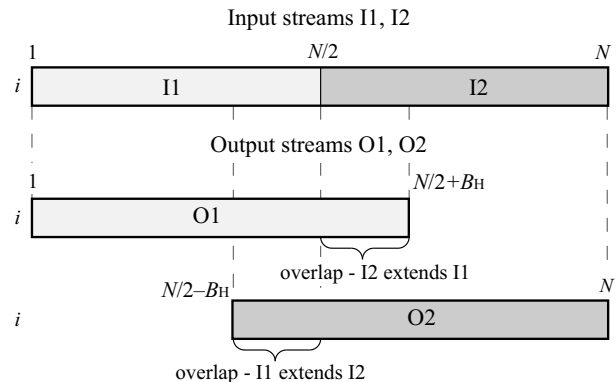 Input streams I1, I2
1 N/2 N
i I1 I2
Output streams O1, O2
1 N/2+BH
i O1
overlap - I2 extends I1
N/2–BH N
i O2
overlap - I1 extends I2